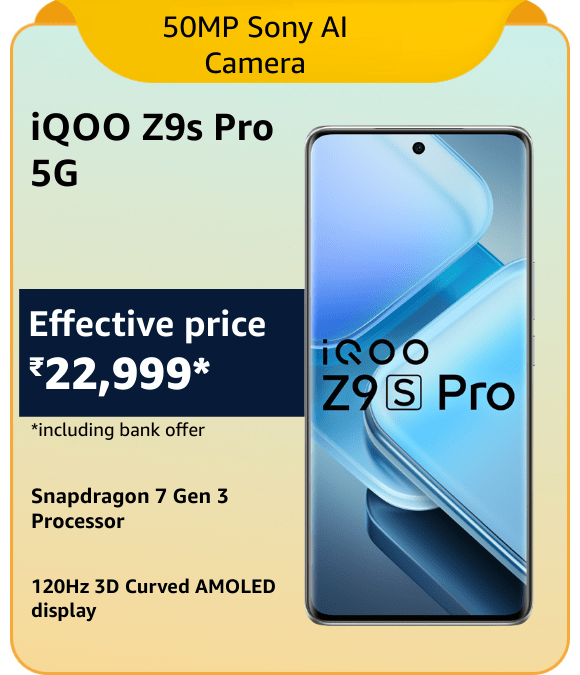 50MP Sony AI
Camera
iQOO Z9s Pro
5G
Effective price
₹22,999*
*including bank offer
Snapdragon 7 Gen 3
Processor
120Hz 3D Curved AMOLED
display
iQOO
Z9S Pro